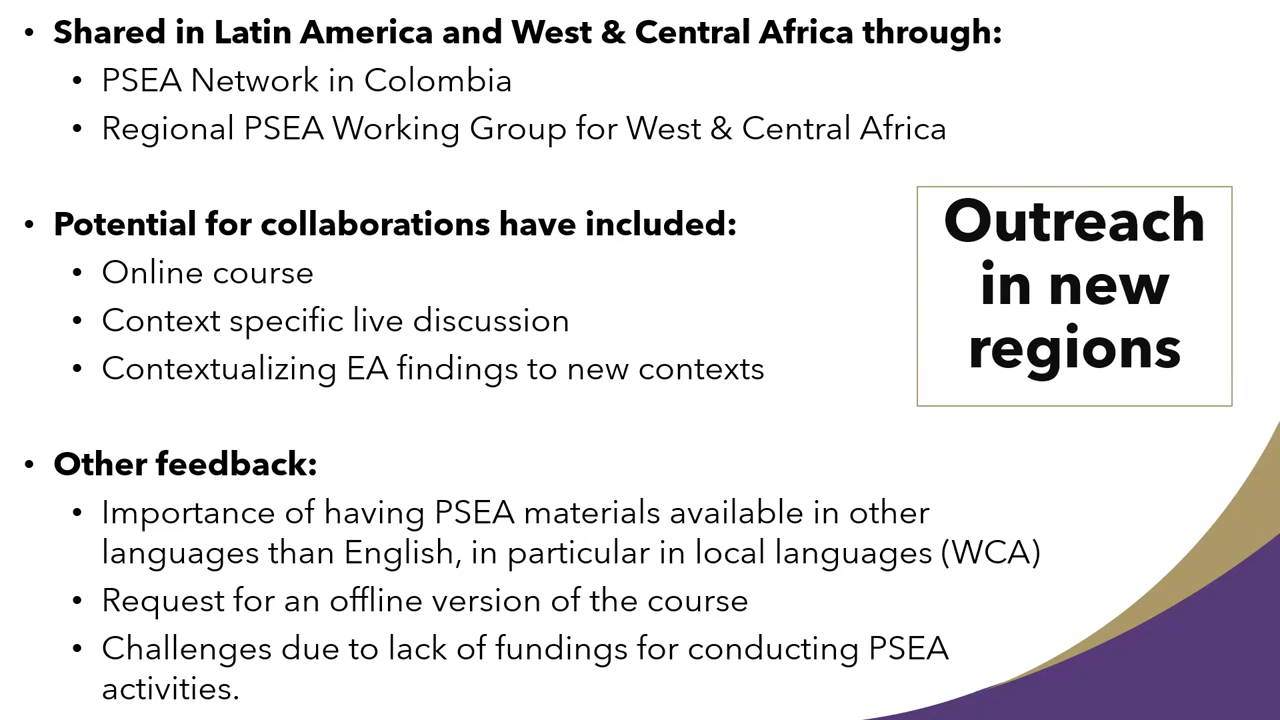 • Shared in Latin America and West & Central Africa through:
• PSEA Network in Colombia
• Regional PSEA Working Group for West & Central Africa
• Potential for collaborations have included:
• Online course
• Context specific live discussion
• Contextualizing EA findings to new contexts
• Other feedback:
• Importance of having PSEA materials available in other
languages than English, in particular in local languages (WCA)
• Request for an offline version of the course
• Challenges due to lack of fundings for conducting PSEA
activities.
Outreach
in new
regions